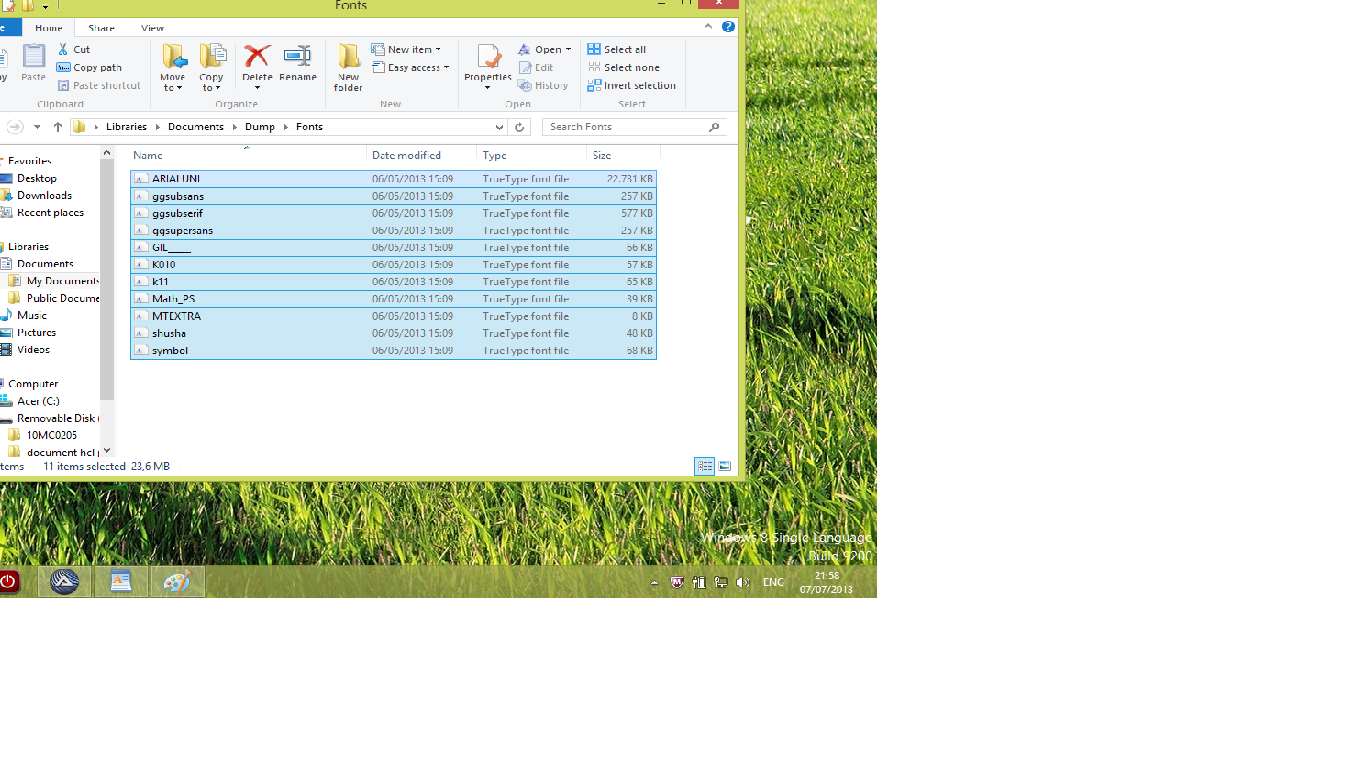 Fonts
Home Share View
Cut
Copy path
Paste shortcut
Paste
Clipboard
Move to
Copy to
Delete
Rename
Organize
New folder
New item
Easy access
New
Properties
Open
Edit
History
Open
Select all
Select none
Invert selection
Select
Libraries Documents Dump Fonts
Search Fonts
Name Date modified Type Size
ARIALUNI 06/05/2013 15:09 TrueType font file 22.731 KB
ggsubsans 06/05/2013 15:09 TrueType font file 257 KB
ggsubserif 06/05/2013 15:09 TrueType font file 577 KB
ggsupersans 06/05/2013 15:09 TrueType font file 257 KB
GIL_____ 06/05/2013 15:09 TrueType font file 66 KB
K010 06/05/2013 15:09 TrueType font file 57 KB
k11 06/05/2013 15:09 TrueType font file 65 KB
Math_PS 06/05/2013 15:09 TrueType font file 39 KB
MTEXTRA 06/05/2013 15:09 TrueType font file 8 KB
shusha 06/05/2013 15:09 TrueType font file 48 KB
symbol 06/05/2013 15:09 TrueType font file 68 KB
Favorites
Desktop
Downloads
Recent places
Libraries
Documents
My Documents
Public Docume
Music
Pictures
Videos
Computer
Acer (C:)
Removable Disk (
10MC0205
document hcl p
tems 11 items selected 23,6 MB
Windows 8 Single Language
Build 9200
ENG
21:58
07/07/2013